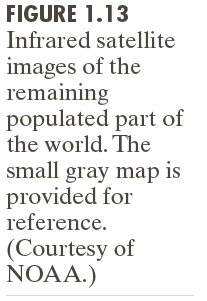 FIGURE 1.13
Infrared satellite
images of the
remaining
populated part of
the world. The
small gray map is
provided for
reference.
(Courtesy of
NOAA.)